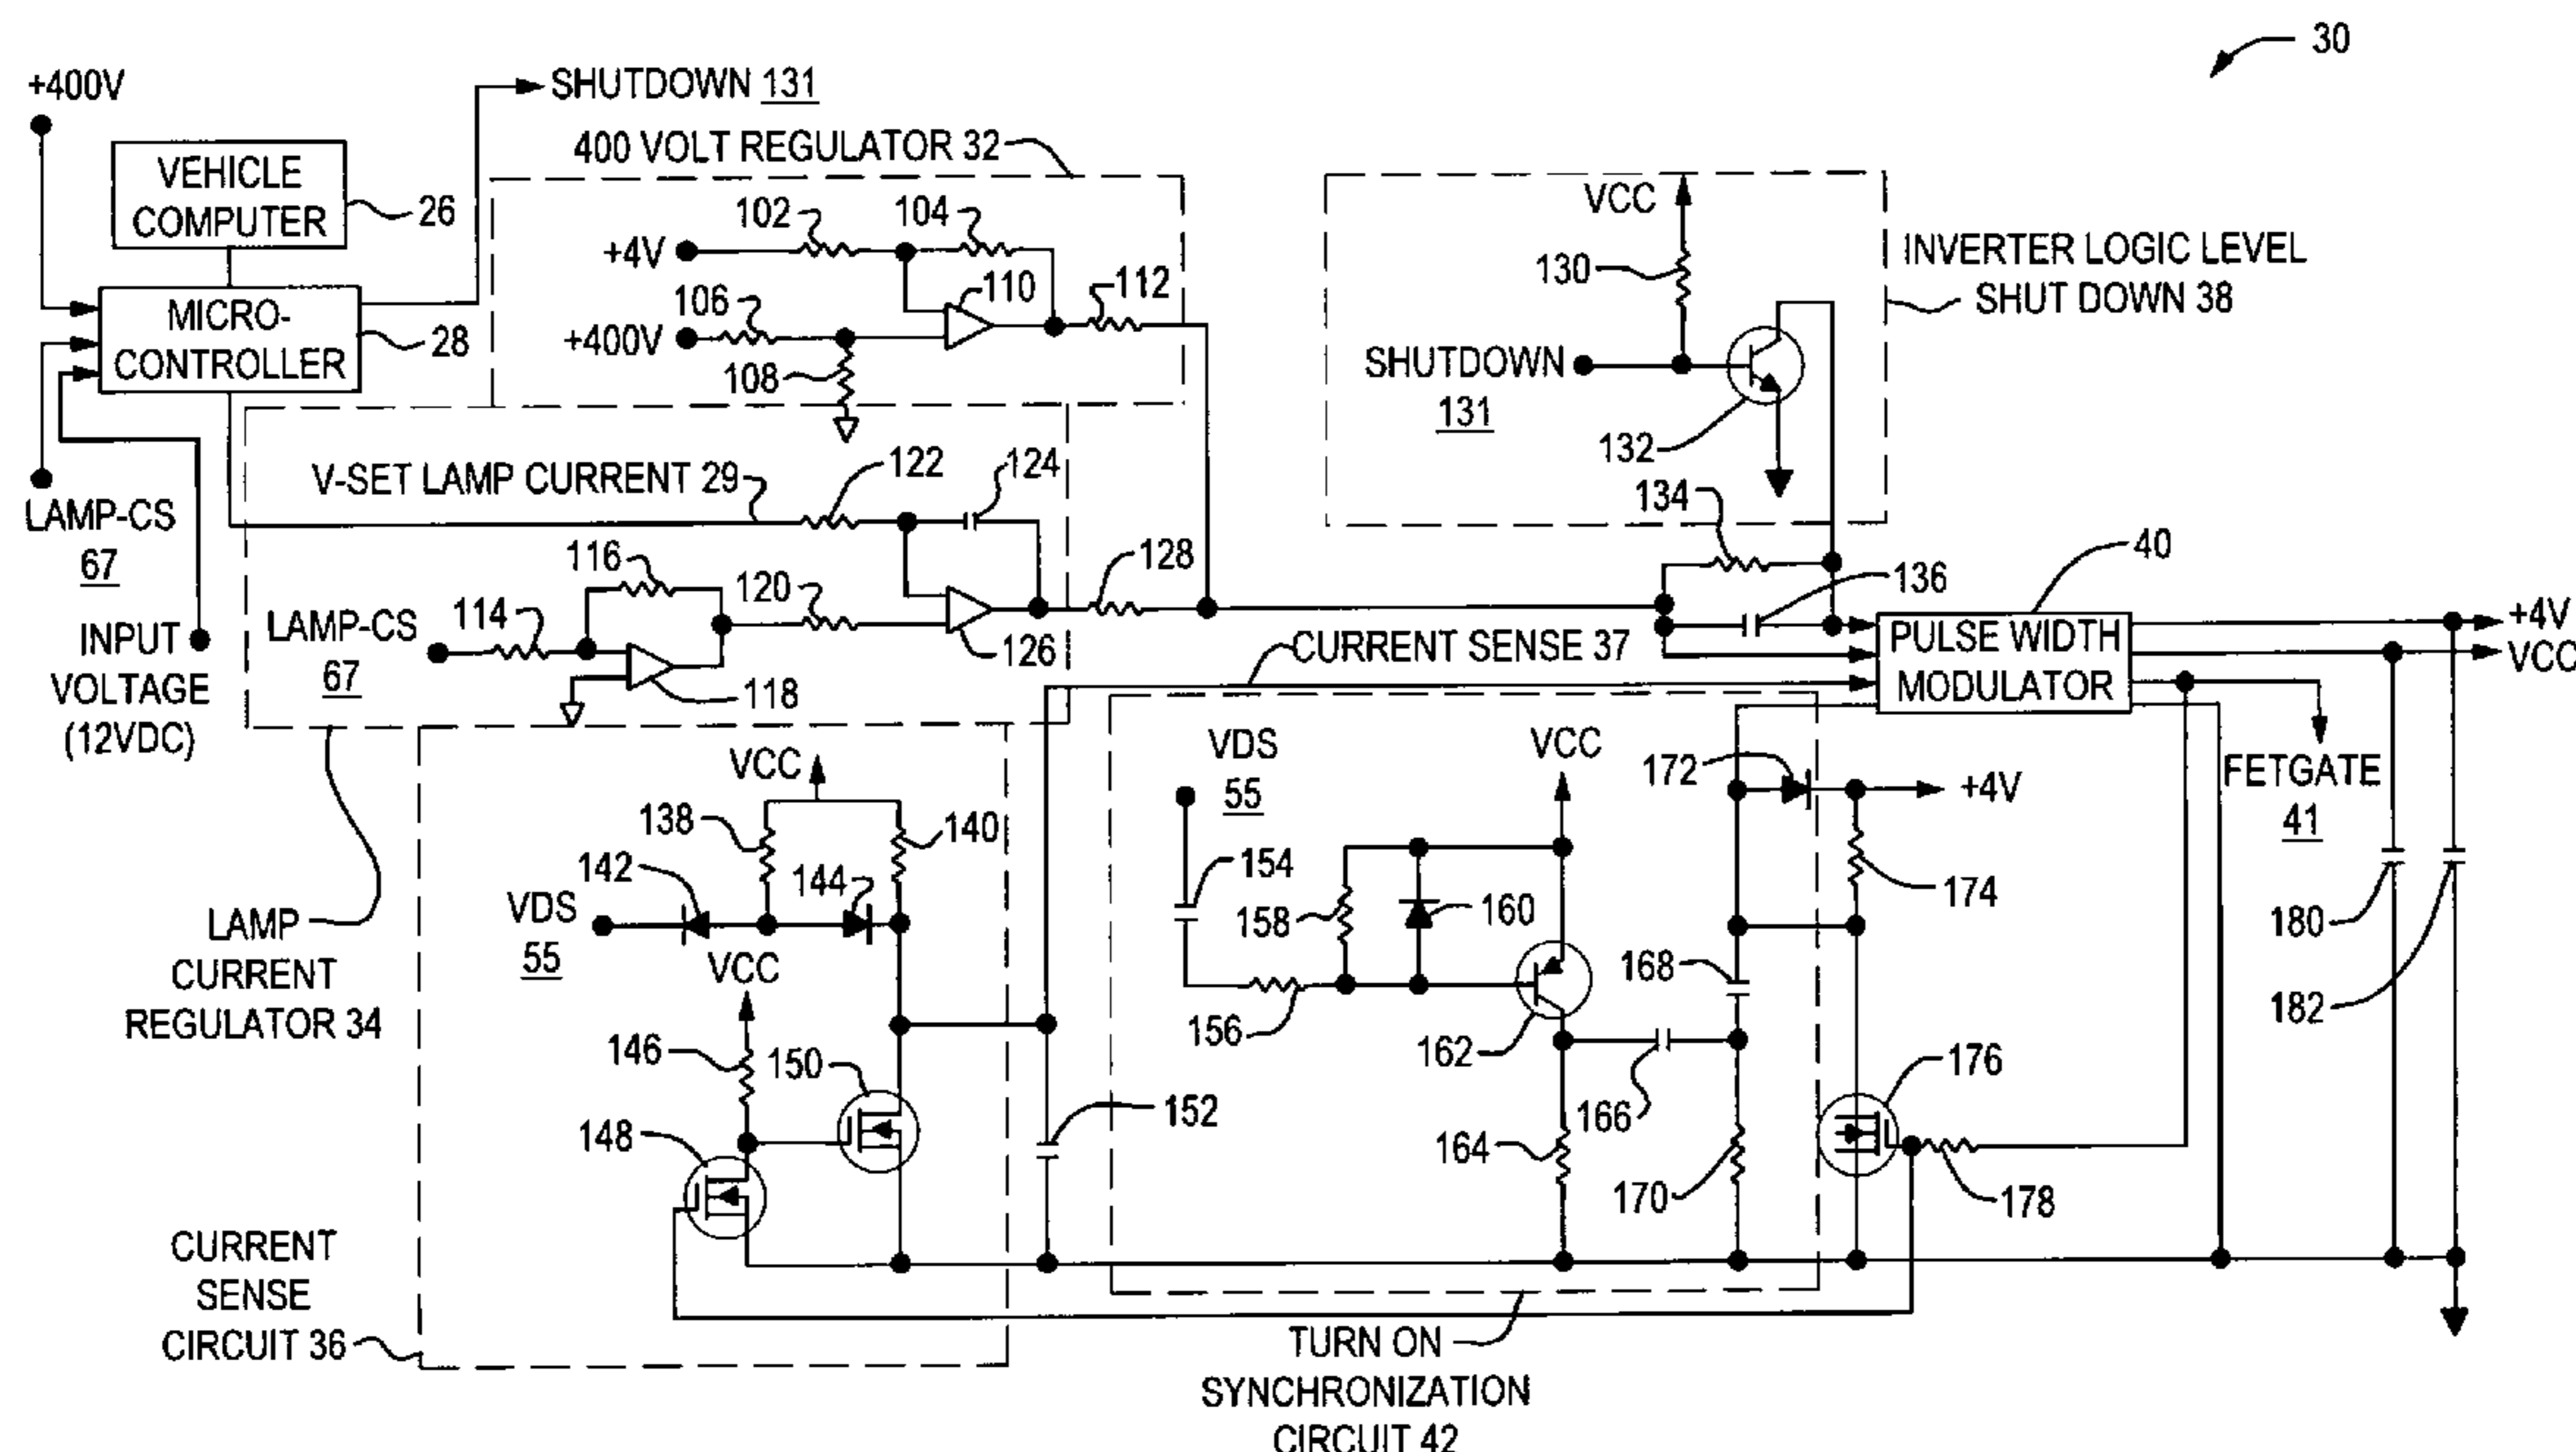 30
+400V
SHUTDOWN 131
400 VOLT REGULATOR 32
VEHICLE
COMPUTER
26
MICRO-
CONTROLLER
28
102
104
+4V
106
110
112
+400V
108
VCC
130
INVERTER LOGIC LEVEL
SHUT DOWN 38
SHUTDOWN
131
132
134
V-SET LAMP CURRENT 29
122
124
LAMP-CS
67
INPUT
VOLTAGE
(12VDC)
116
114
120
128
LAMP-CS
67
118
126
136
40
CURRENT SENSE 37
PULSE WIDTH
MODULATOR
+4V
VCC
FETGATE
41
VCC
138
140
142
144
VDS
55
VCC
LAMP
CURRENT
REGULATOR 34
146
150
148
152
CURRENT
SENSE
CIRCUIT 36
VDS
55
VCC
154
158
160
156
162
172
+4V
174
168
166
164
170
176
178
180
182
TURN ON
SYNCHRONIZATION
CIRCUIT 42